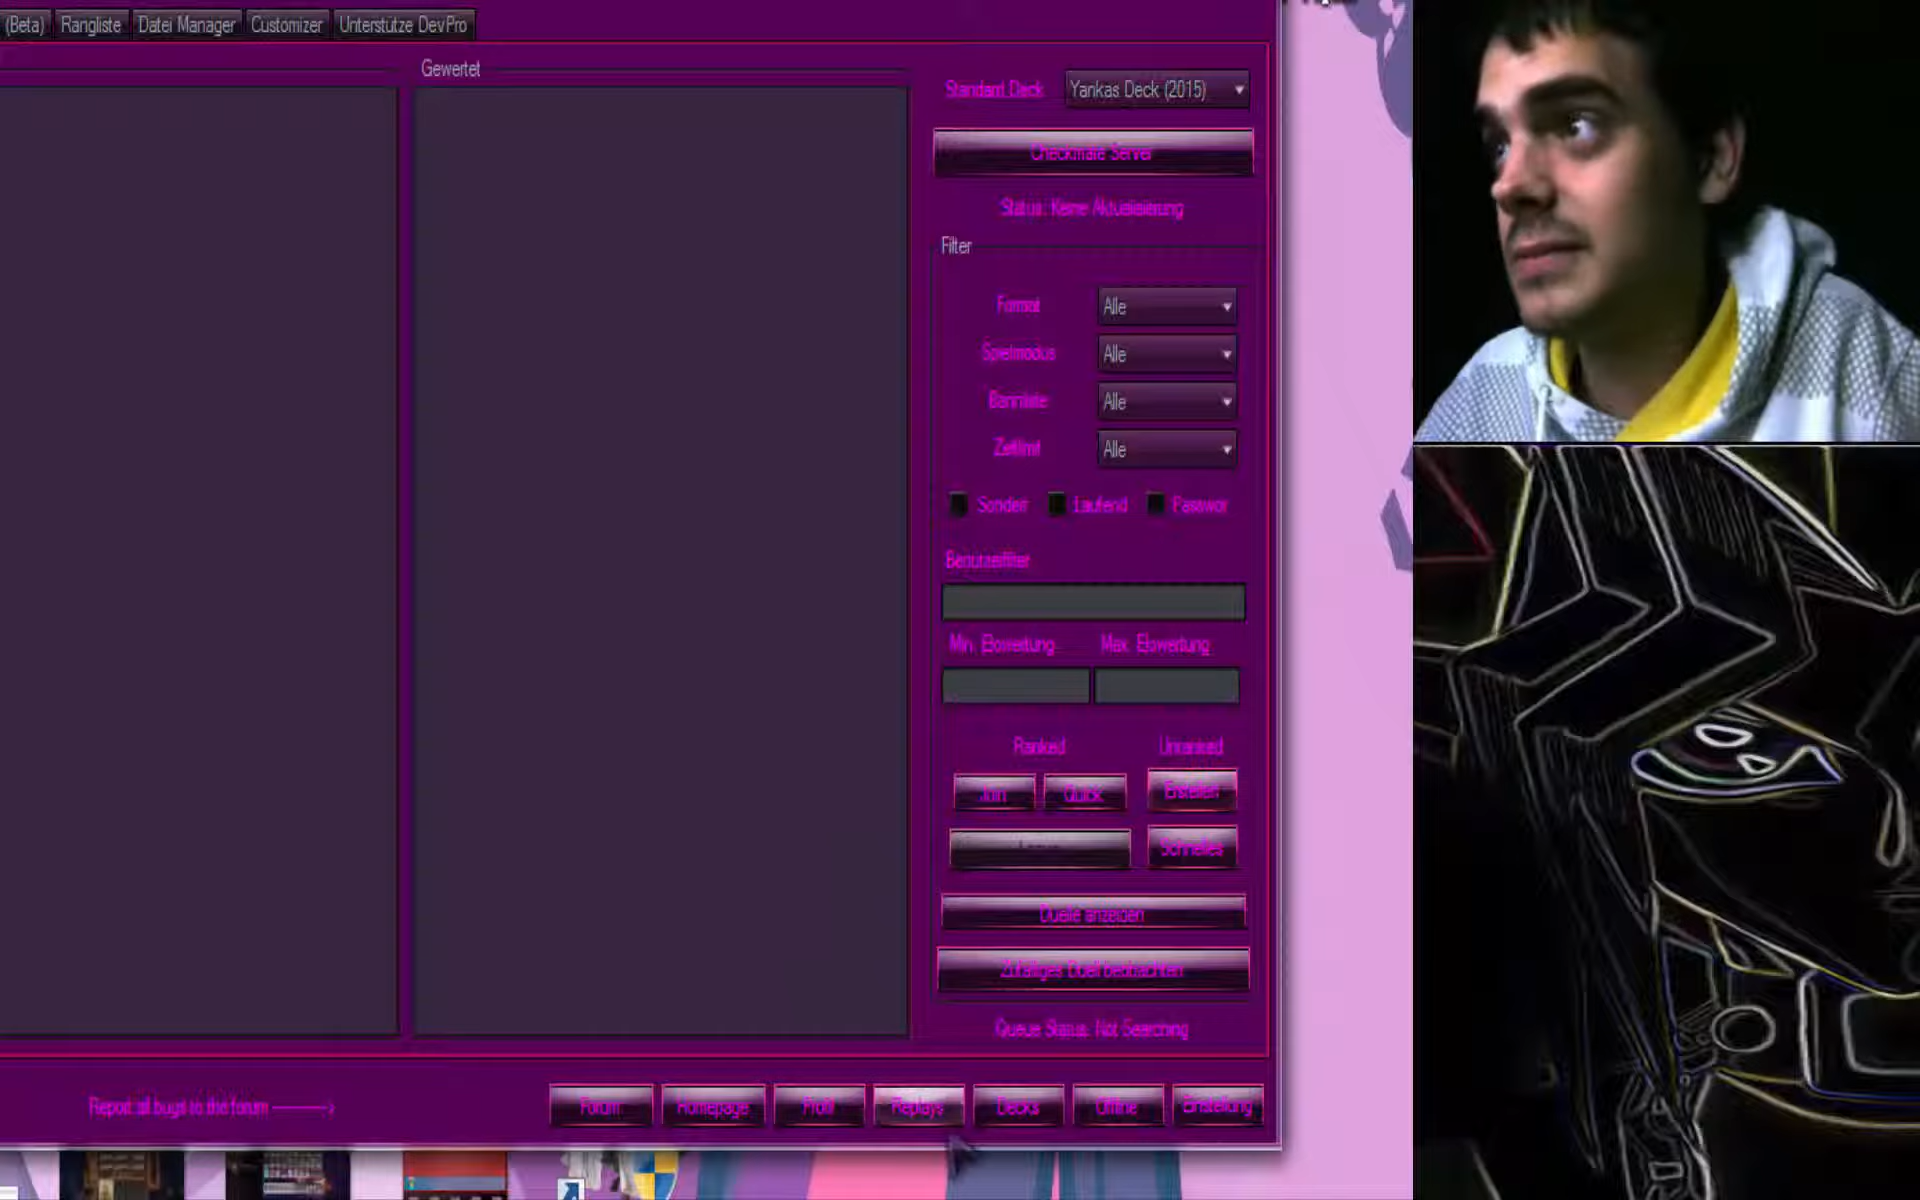 (Beta) Rangliste Datei Manager Customizer Unterstütze DevPro
Gewertet
Standard Deck Yankas Deck (2015)
Checkmate Server
Status: Keine Aktualisierung
Filter
Format Alle
Spielmodus Alle
Bannliste Alle
Zeitlimit Alle
Sondert Laufend Passwor
Benutzerfilter
Min. Elowertung Max. Elowertung
Ranked Unranked
Join Quick Erstellen
Schnelles
Duelle anzeigen
Zufälliges Duell beobachten
Queue Status: Not Searching
Report all bugs to the forum --------->
Forum Homepage Profil Replays Decks Offline Einstellung